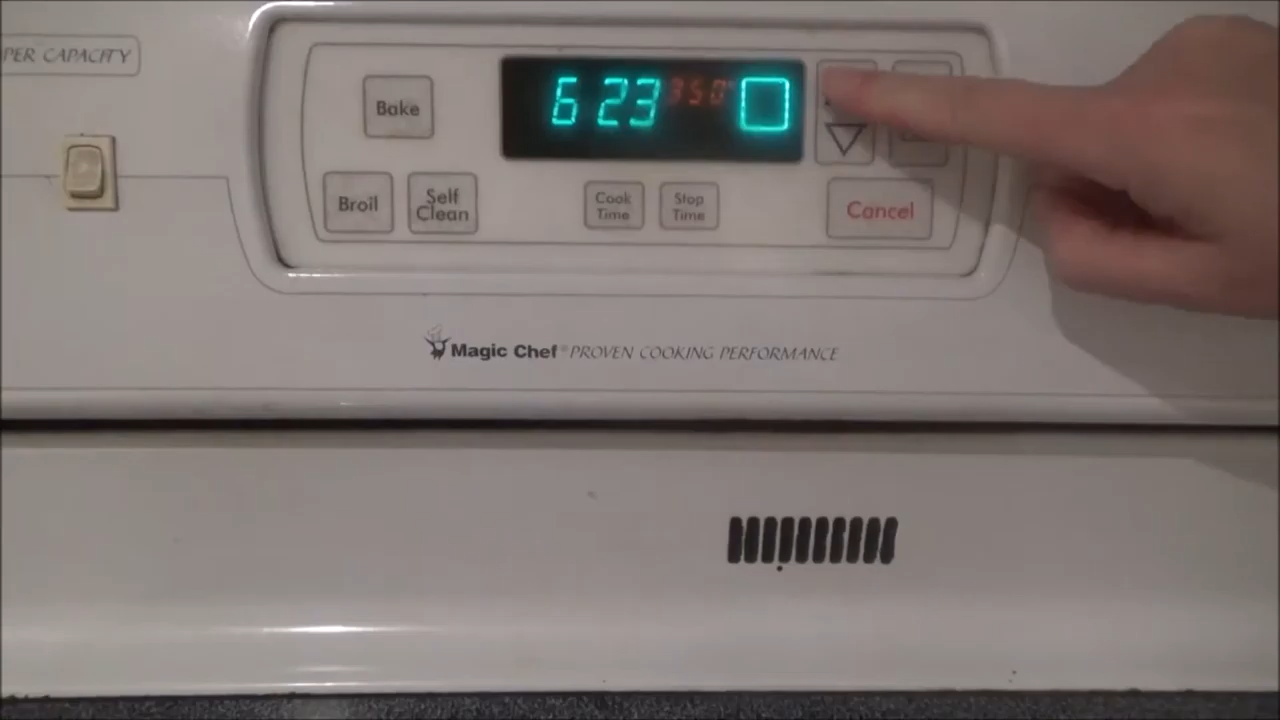 PER CAPACITY
Bake
6 23
350°
Broil
Self
Clean
Cook
Time
Stop
Time
Cancel
Magic Chef® PROVEN COOKING PERFORMANCE